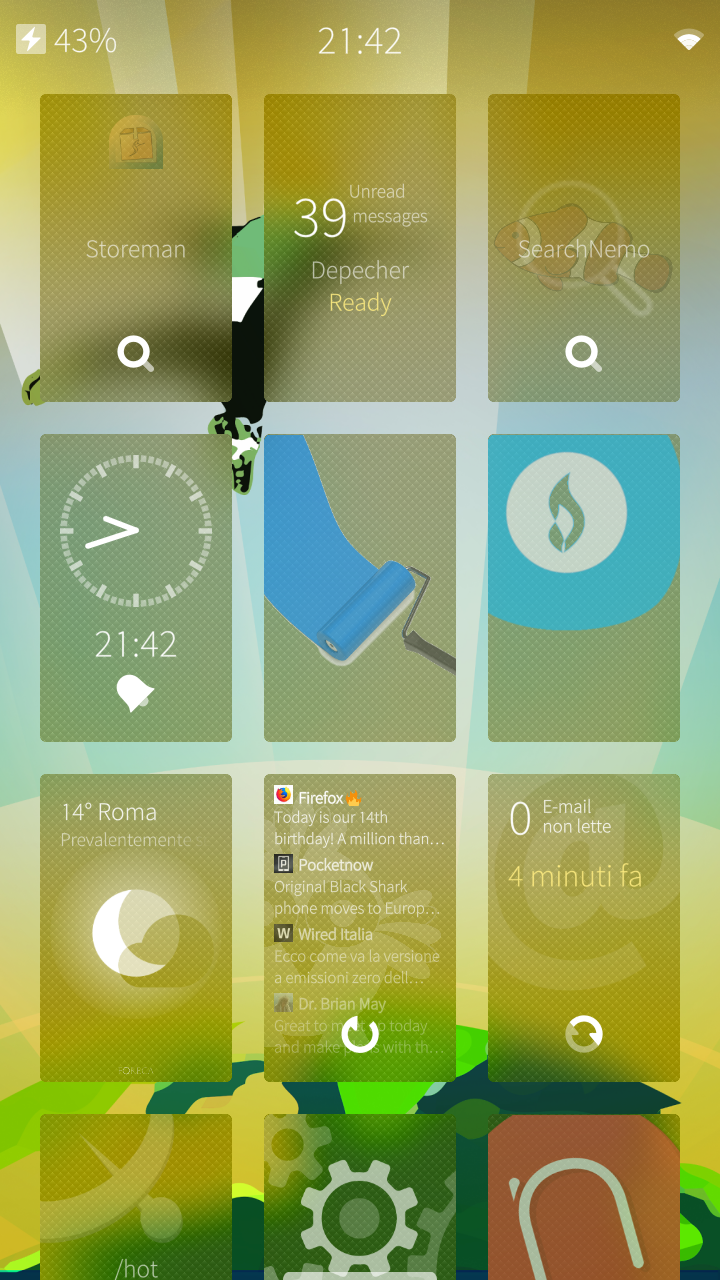 43%
21:42
Storeman
39 Unread messages
Depecher
Ready
SearchNemo
21:42
14° Roma
Prevalentemente
FORECA
Firefox🔥
Today is our 14th
birthday! A million than...
Pocketnow
Original Black Shark
phone moves to Europ...
W Wired Italia
Ecco come va la versione
a emissioni zero dell...
Dr. Brian May
Great to to today
and make with th...
0 E-mail non lette
4 minuti fa
/hot